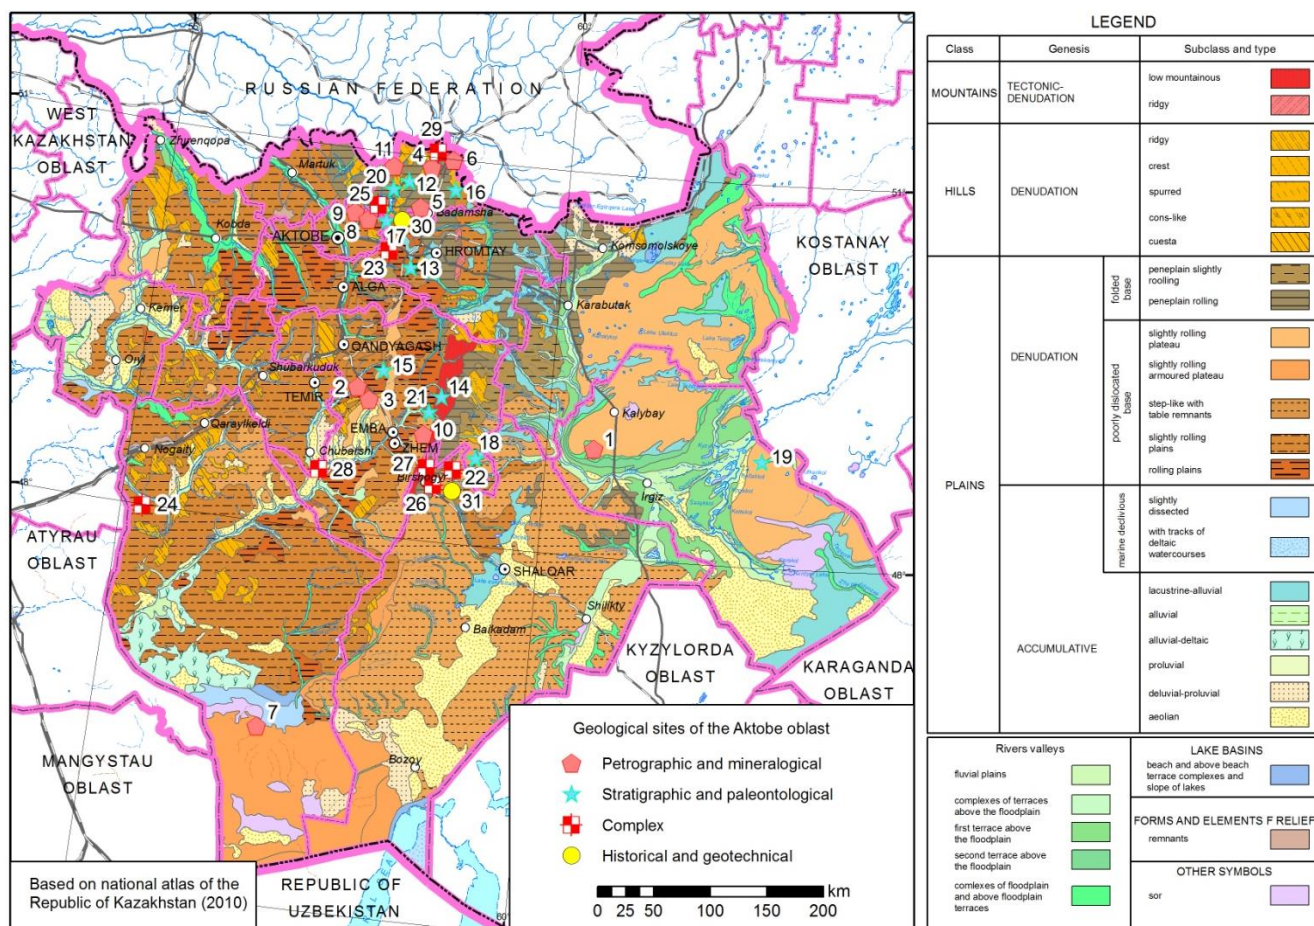 55°
60°
51°
RUSSIAN FEDERATION
WEST
KAZAKHSTAN
OBLAST
Zhirenqopa
Martuk
29
11
4
6
20
12
16
25
5
9
Badamsha
51°
Kobda
AKTOBE
8
17
30
HROMTAY
Komsomolskoye
KOSTANAY
OBLAST
23
13
ALGA
Kemer
Karabutak
QANDYAGASH
Oiyl
Shubarkuduk
15
TEMIR
2
3
21
14
Kalybay
Qarayikeldi
EMBA
10
1
Nogaity
Chubarshi
ZHEM
18
19
48°
28
27
22
Birshogyr
Irgiz
24
26
31
ATYRAU
OBLAST
SHALQAR
48°
Shilikty
Baikadam
KYZYLORDA
OBLAST
KARAGANDA
OBLAST
7
MANGYSTAU
OBLAST
Bozoy
REPUBLIC OF
UZBEKISTAN
60°
Based on national atlas of the
Republic of Kazakhstan (2010)
Geological sites of the Aktobe oblast
Petrographic and mineralogical
Stratigraphic and paleontological
Complex
Historical and geotechnical
km
0 25 50 100 150 200
LEGEND
Class Genesis Subclass and type
MOUNTAINS
TECTONIC-
DENUDATION
low mountainous
ridgy
HILLS
DENUDATION
ridgy
crest
spurred
cons-like
cuesta
PLAINS
DENUDATION
folded
base
peneplain slightly
roolling
peneplain rolling
poorly dislocated
base
slightly rolling
plateau
slightly rolling
armoured plateau
step-like with
table remnants
slightly rolling
plains
rolling plains
ACCUMULATIVE
marine declivious
slightly
dissected
with tracks of
deltaic
watercourses
lacustrine-alluvial
alluvial
alluvial-deltaic
proluvial
deluvial-proluvial
aeolian
Rivers valleys
fluvial plains
complexes of terraces
above the floodplain
first terrace above
the floodplain
second terrace above
the floodplain
comlexes of floodplain
and above floodplain
terraces
LAKE BASINS
beach and above beach
terrace complexes and
slope of lakes
FORMS AND ELEMENTS F RELIEF
remnants
OTHER SYMBOLS
sor